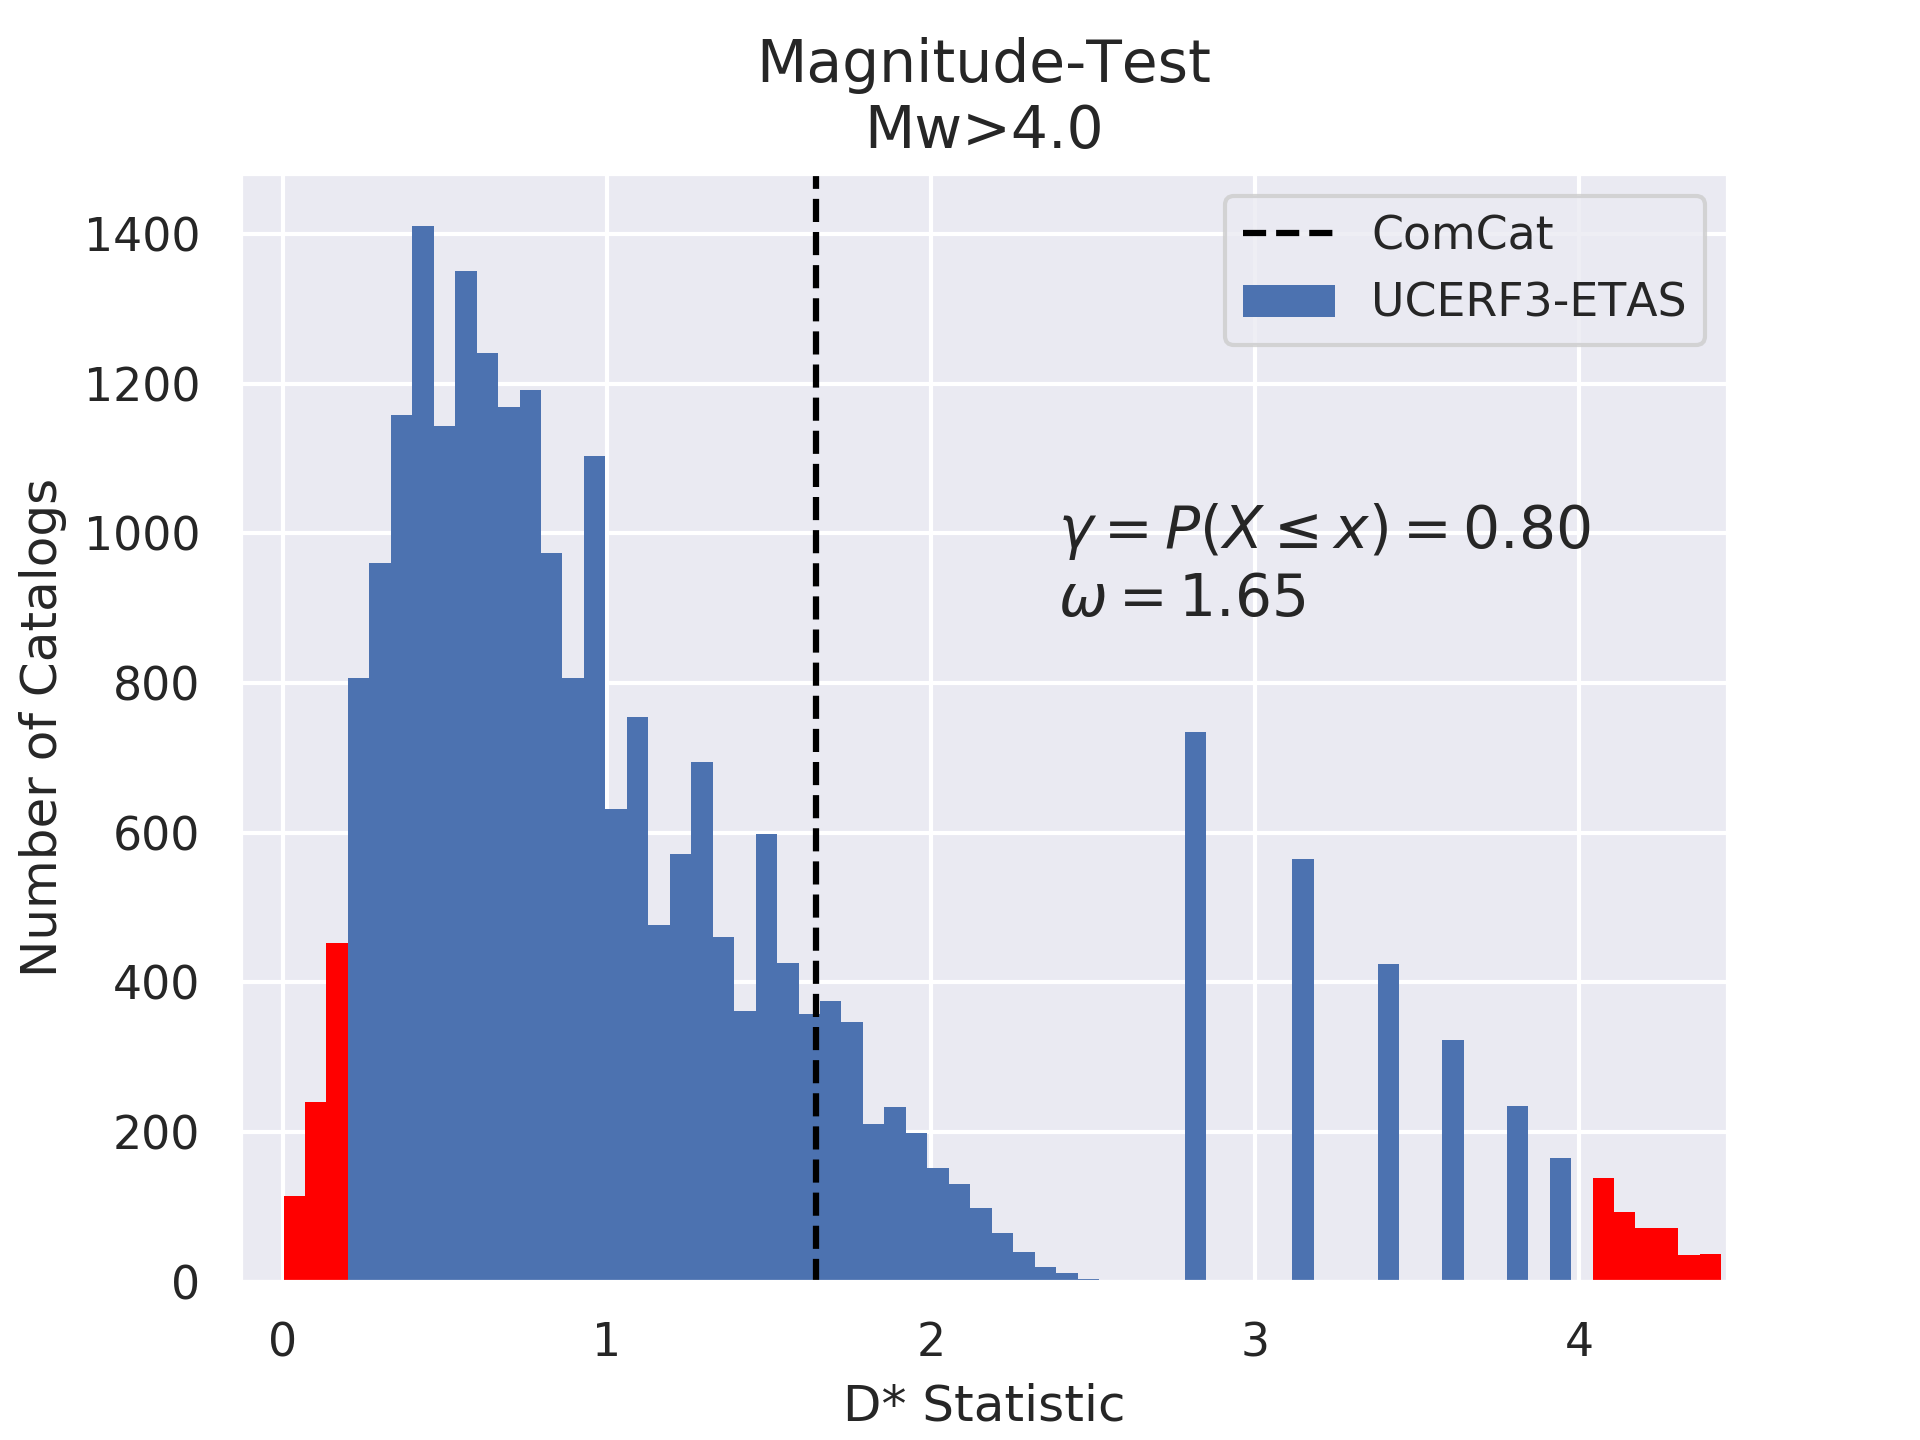 Magnitude-Test
Mw>4.0
ComCat
UCERF3-ETAS
γ = P(X ≤ x) = 0.80
ω = 1.65
Number of Catalogs
1400
1200
1000
800
600
400
200
0
0 1 2 3 4
D* Statistic